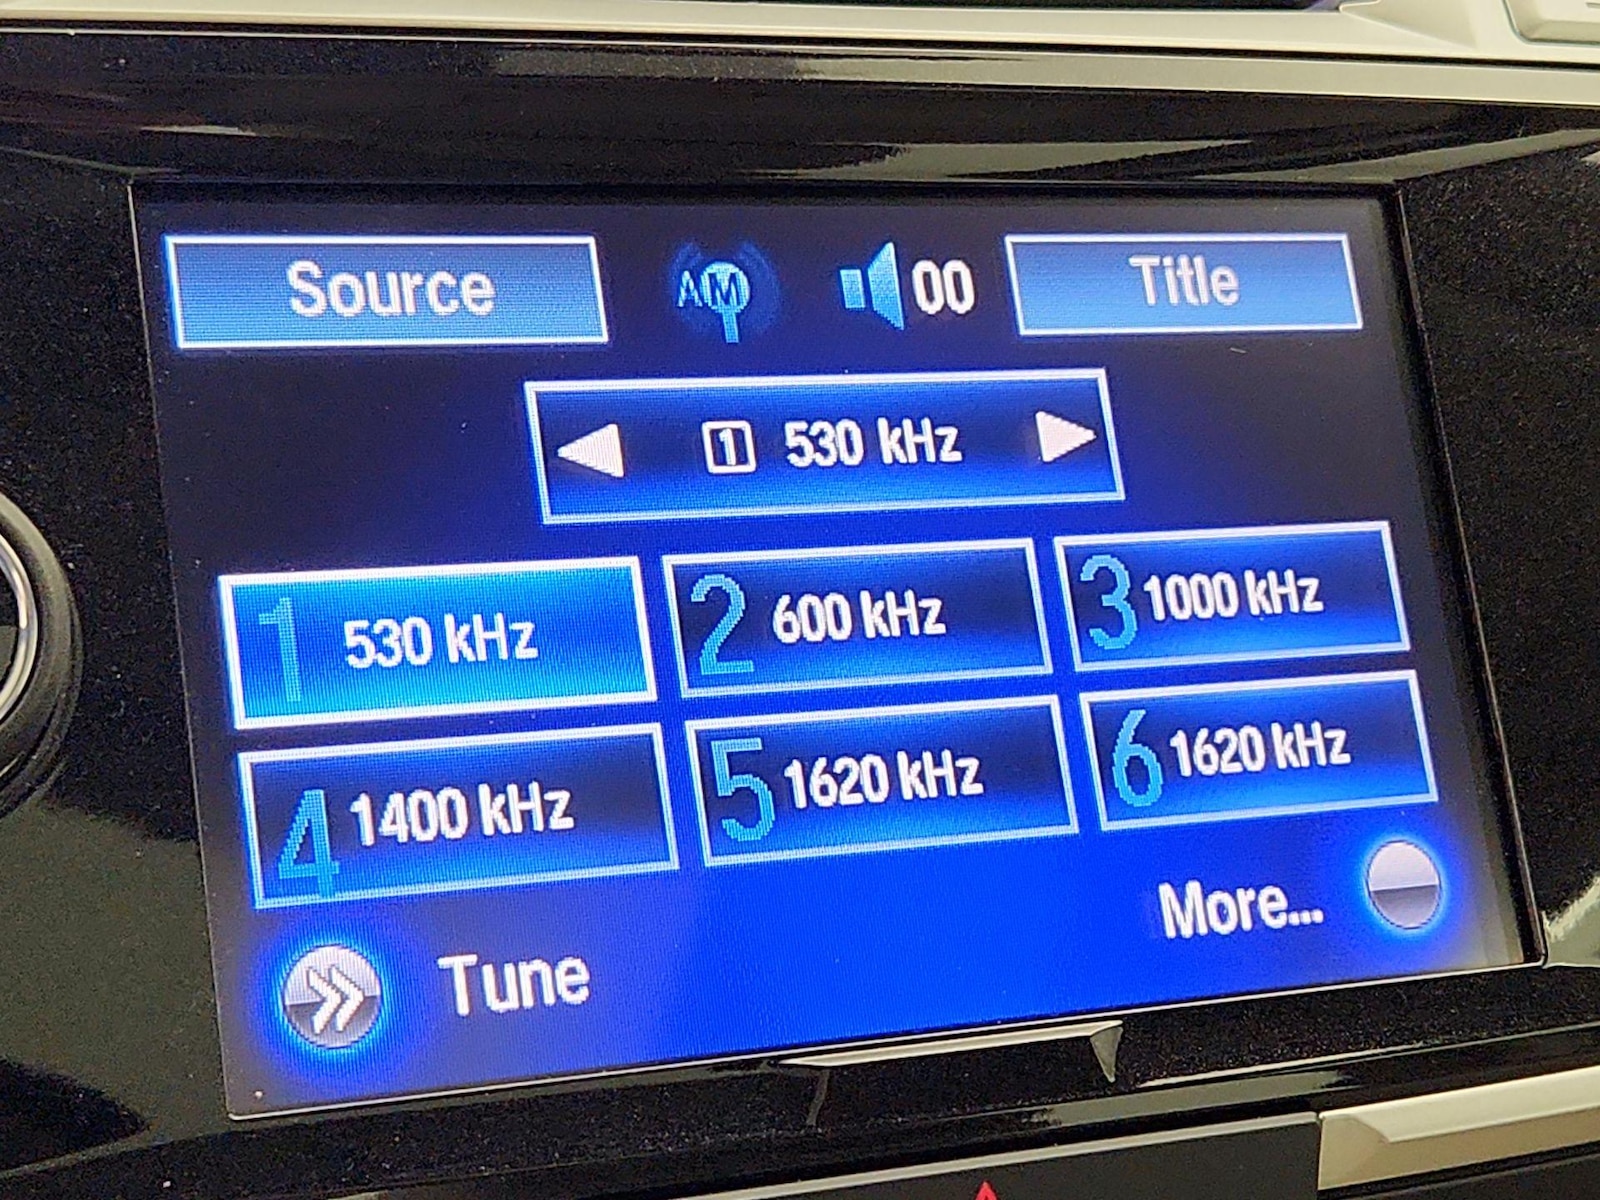 Source AM 00 Title
1 530 kHz
1 530 kHz 2 600 kHz 3 1000 kHz
4 1400 kHz 5 1620 kHz 6 1620 kHz
Tune More...